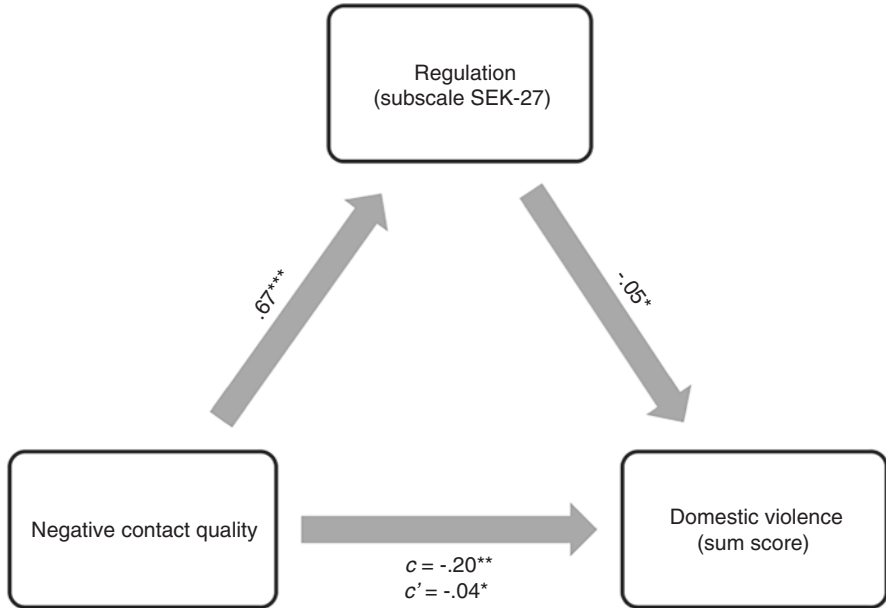 Regulation
(subscale SEK-27)
.67***
-.05*
Negative contact quality
Domestic violence
(sum score)
c = -.20**
c’ = -.04*